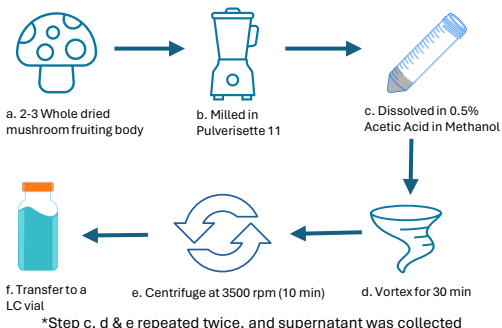 a. 2-3 Whole dried
mushroom fruiting body
b. Milled in
Pulverisette 11
c. Dissolved in 0.5%
Acetic Acid in Methanol
f. Transfer to a
LC vial
e. Centrifuge at 3500 rpm (10 min)
d. Vortex for 30 min
*Step c, d & e repeated twice, and supernatant was collected